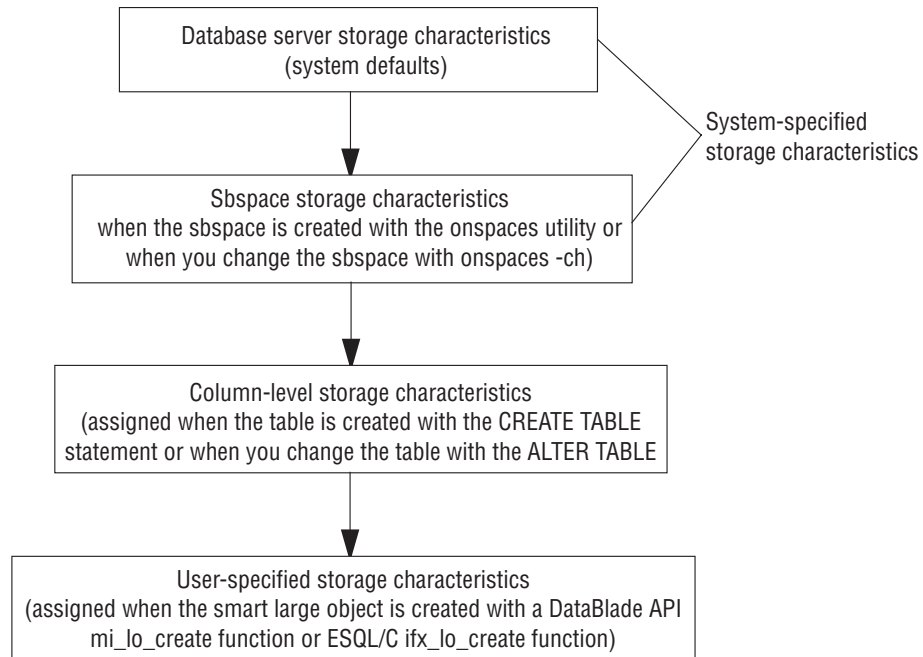 Database server storage characteristics
(system defaults)
System-specified
storage characteristics
Sbspace storage characteristics
when the sbspace is created with the onspaces utility or
when you change the sbspace with onspaces -ch)
Column-level storage characteristics
(assigned when the table is created with the CREATE TABLE
statement or when you change the table with the ALTER TABLE
User-specified storage characteristics
(assigned when the smart large object is created with a DataBlade API
mi_lo_create function or ESQL/C ifx_lo_create function)